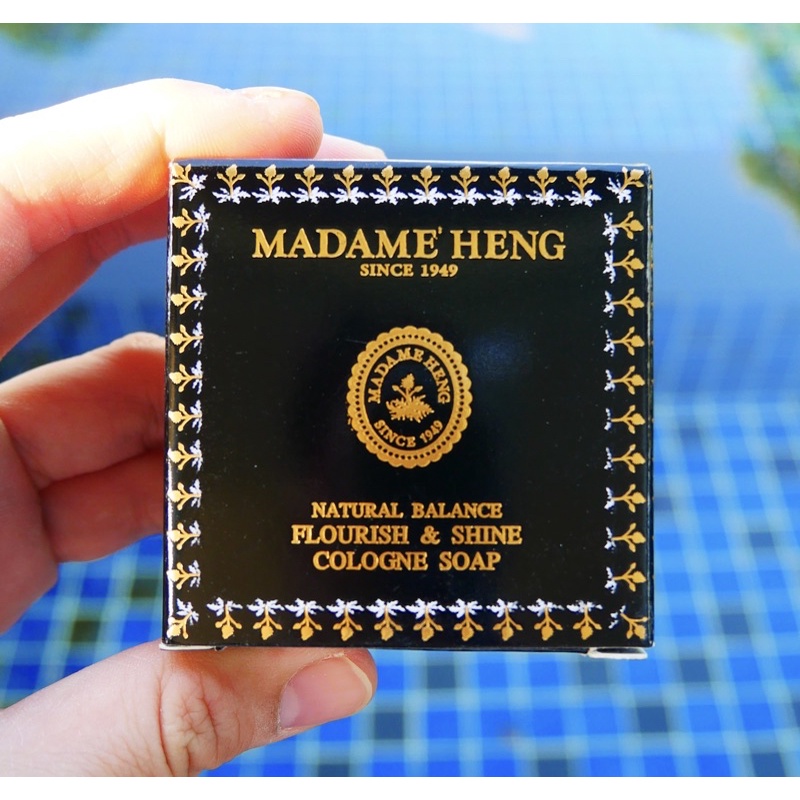 MADAME' HENG
SINCE 1949
MADAME HENG
SINCE 1949
NATURAL BALANCE
FLOURISH & SHINE
COLOGNE SOAP